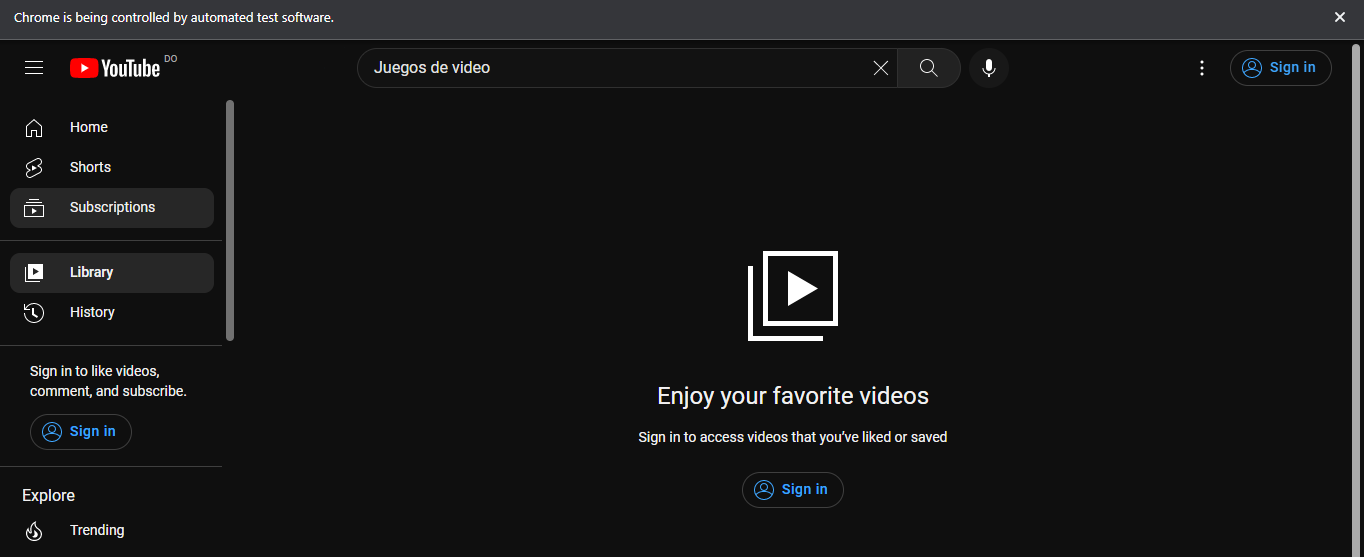 Chrome is being controlled by automated test software.
YouTube DO
Juegos de video
Sign in
Home
Shorts
Subscriptions
Library
History
Sign in to like videos,
comment, and subscribe.
Sign in
Explore
Trending
Enjoy your favorite videos
Sign in to access videos that you’ve liked or saved
Sign in